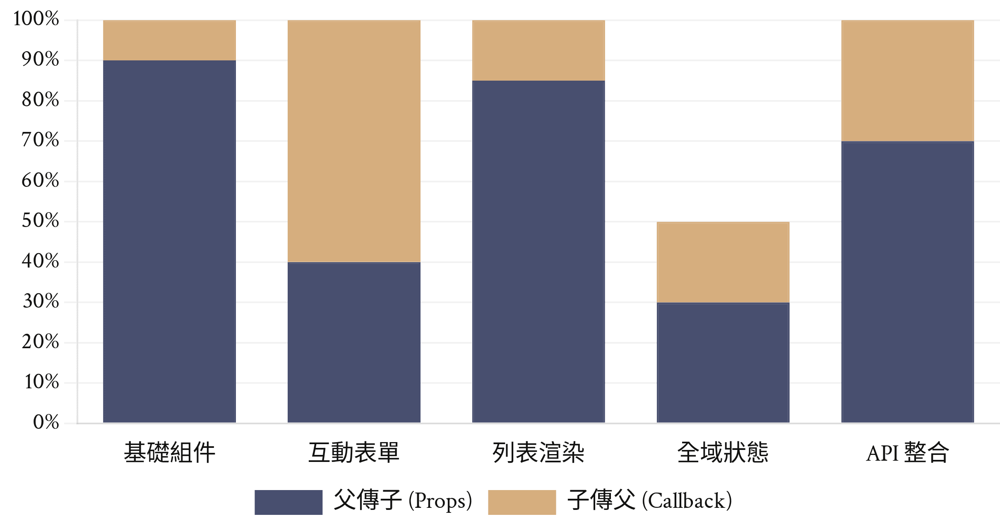 100%
90%
80%
70%
60%
50%
40%
30%
20%
10%
0%
基礎組件
互動表單
列表渲染
全域狀態
API 整合
父傳子 (Props)
子傳父 (Callback)